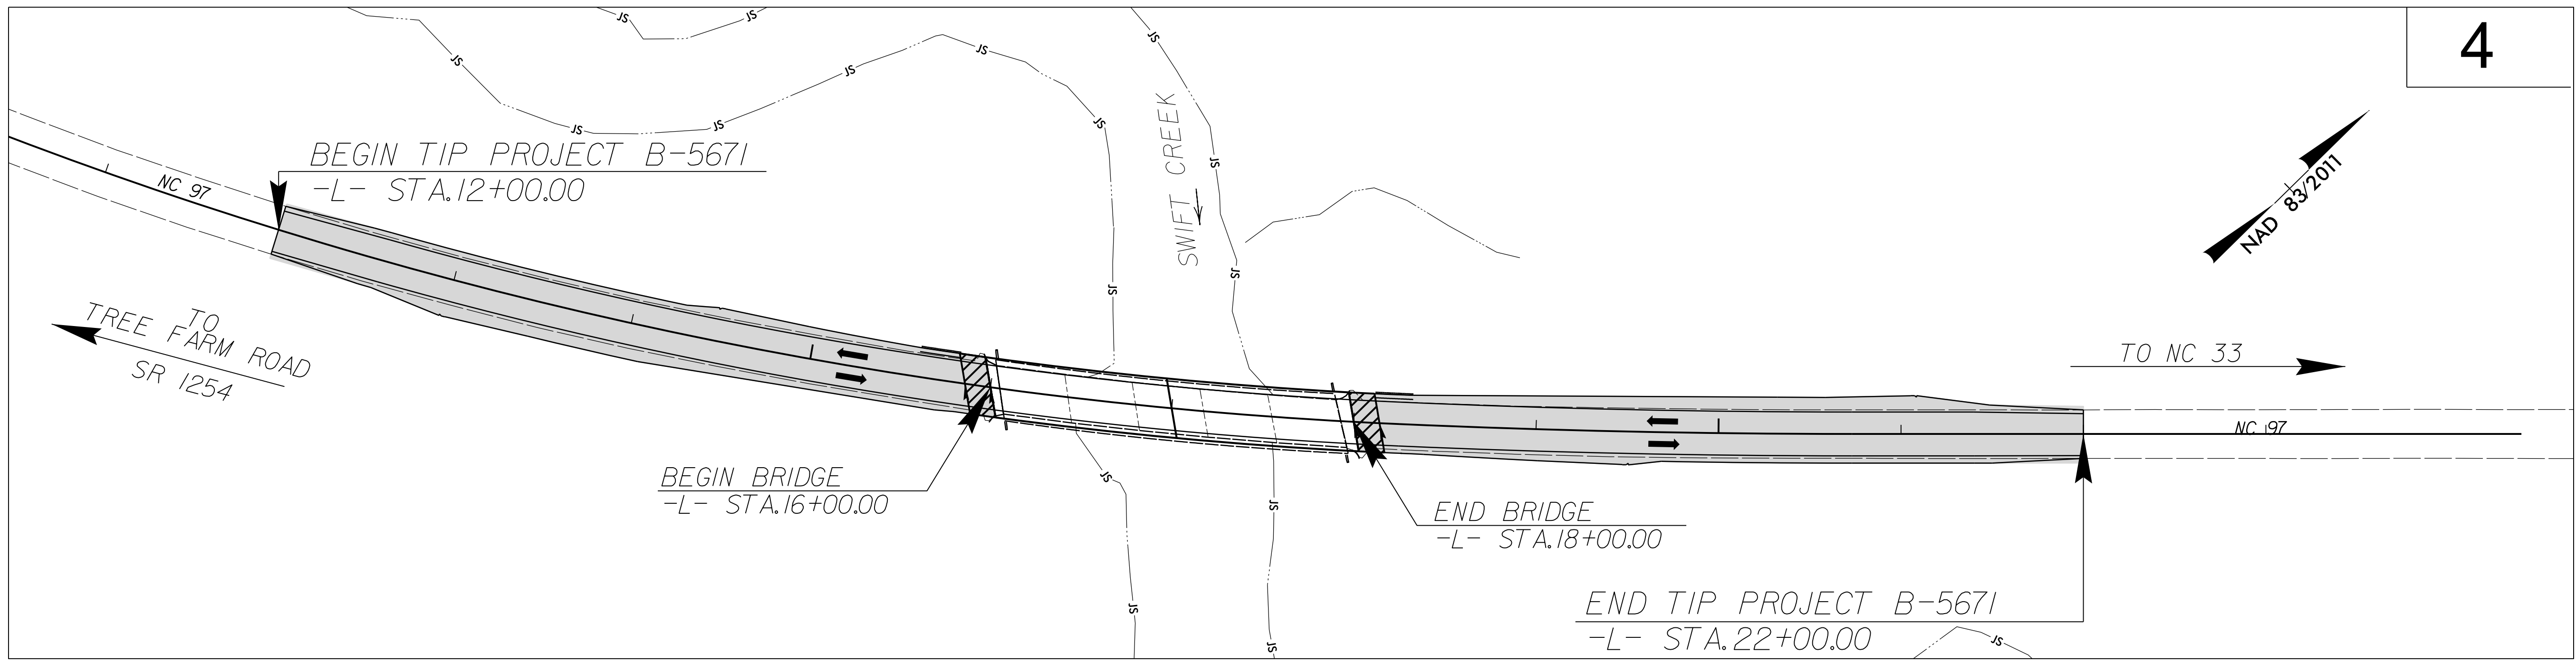 4
JS
JS
JS
JS
JS
JS
JS
JS
JS
JS
SWIFT CREEK
BEGIN TIP PROJECT B-5671
-L- STA.12+00.00
NC 97
JS
NAD 83/2011
JS
JS
TO
TREE FARM ROAD
SR 1254
TO NC 33
NC 97
BEGIN BRIDGE
-L- STA.16+00.00
JS
JS
END BRIDGE
-L- STA.18+00.00
END TIP PROJECT B-5671
-L- STA.22+00.00
JS
JS
JS